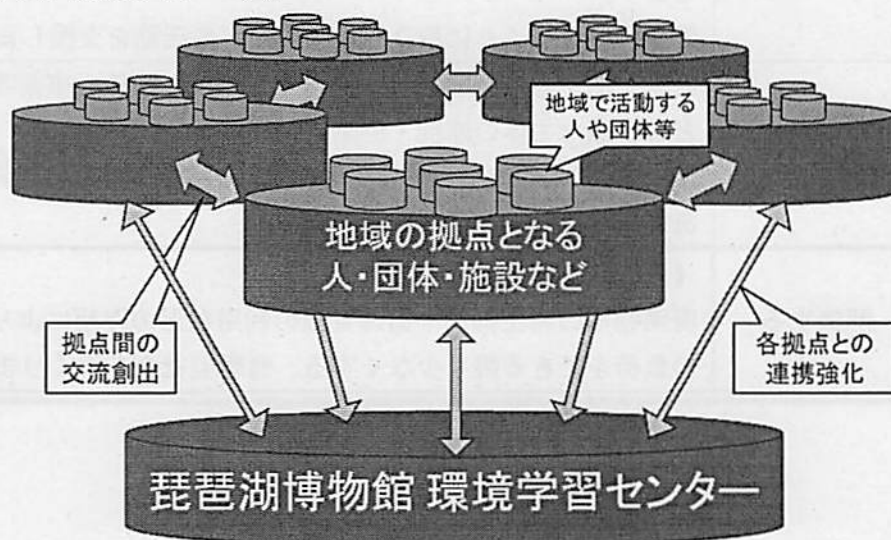 地域で活動する
人や団体等
地域の拠点となる
人・団体・施設など
拠点間の
交流創出
各拠点との
連携強化
琵琶湖博物館 環境学習センター